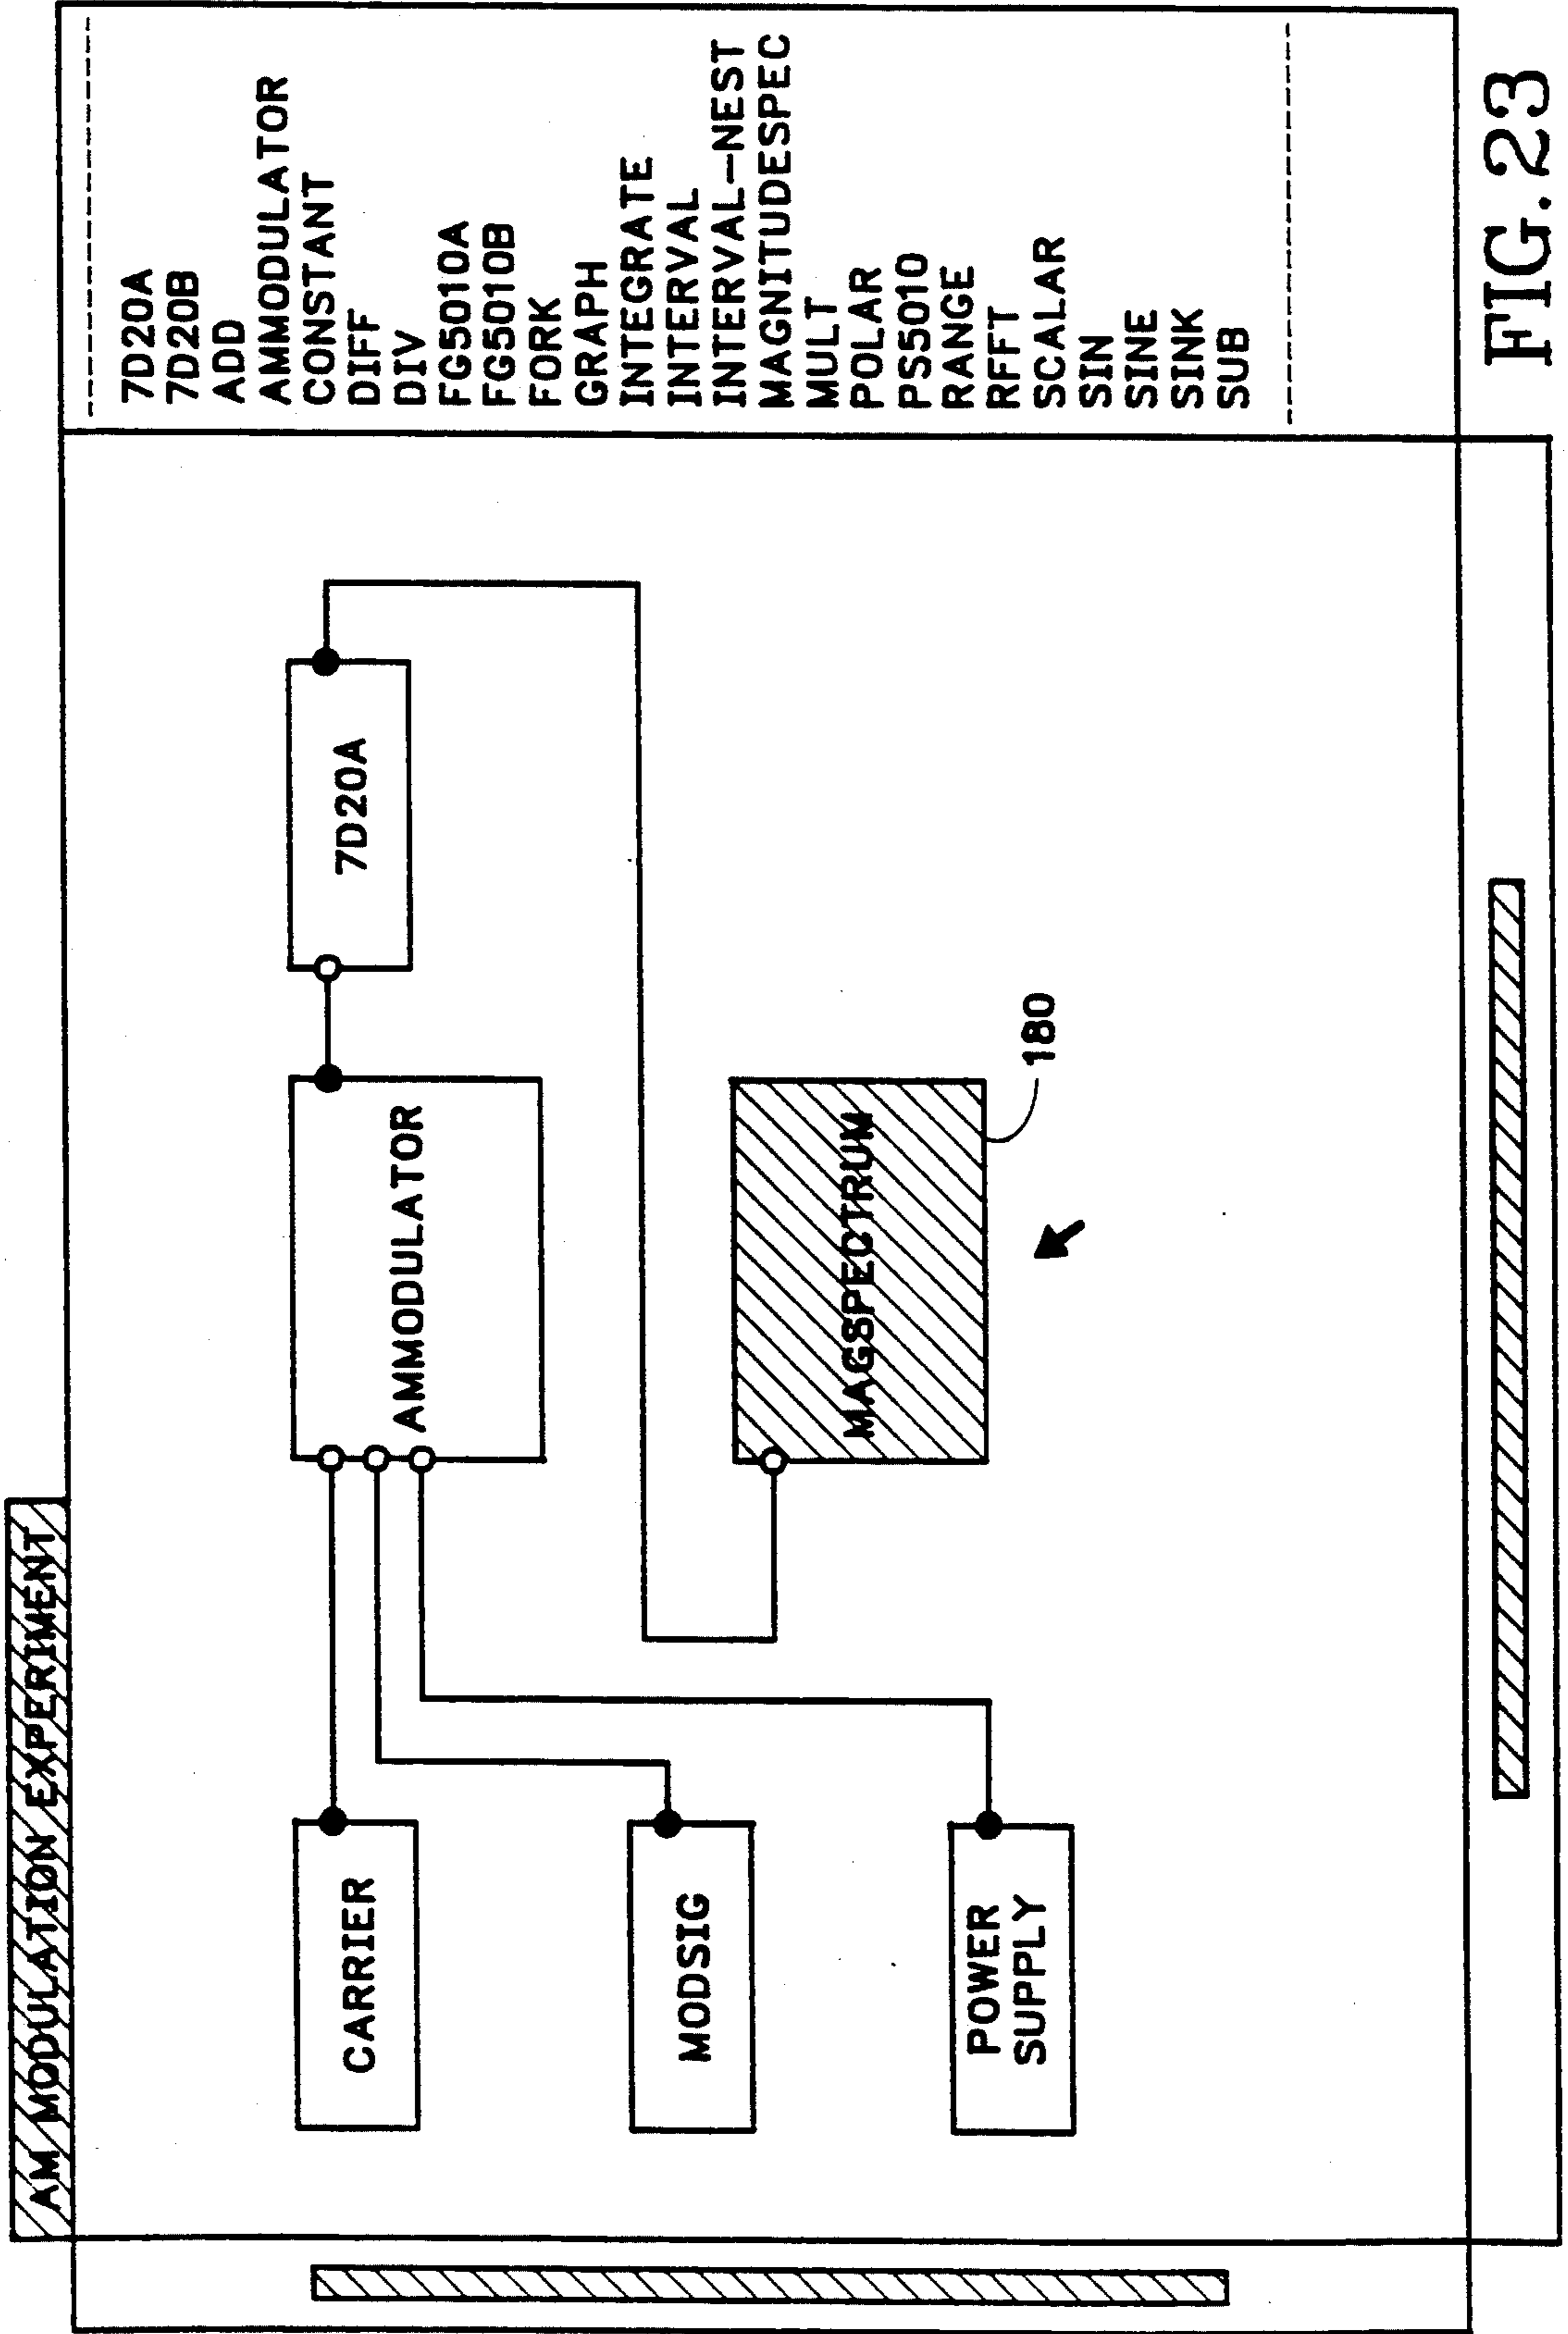 AM MODULATION EXPERIMENT
CARRIER
MODSIG
POWER
SUPPLY
AMMODULATOR
7D20A
MAGSPECTRUM
180
7D20A
7D20B
ADD
AMMODULATOR
CONSTANT
DIFF
DIV
FG5010A
FG5010B
FORK
GRAPH
INTEGRATE
INTERVAL
INTERVAL-NEST
MAGNITUDESPEC
MULT
POLAR
PS5010
RANGE
RFFT
SCALAR
SIN
SINE
SINK
SUB
FIG. 23